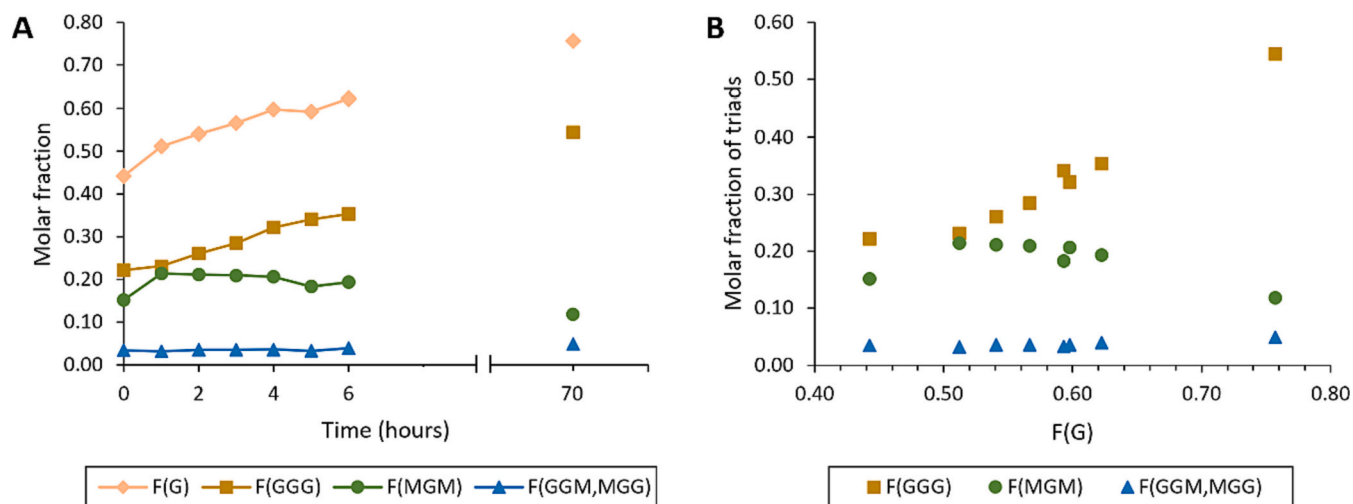 A
0.80
0.70
0.60
0.50
0.40
0.30
0.20
0.10
0.00
Molar fraction
0
2
4
6
70
Time (hours)
F(G)
F(GGG)
F(MGM)
F(GGM,MGG)
B
0.60
0.50
0.40
0.30
0.20
0.10
0.00
Molar fraction of triads
0.40
0.50
0.60
0.70
0.80
F(G)
F(GGG)
F(MGM)
F(GGM,MGG)